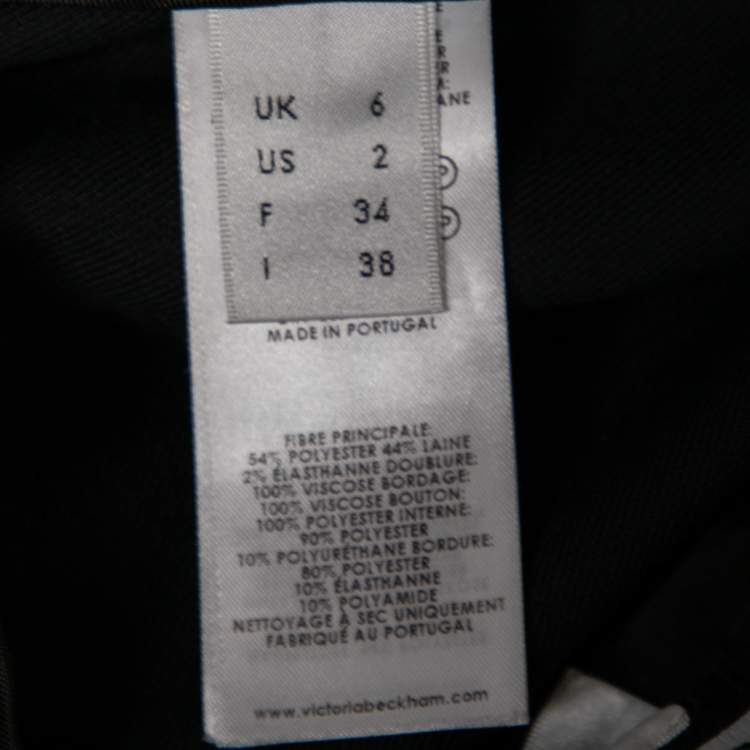 UK 6
US 2
F 34
I 38
ANE
MADE IN PORTUGAL
FIBRE PRINCIPALE:
54% POLYESTER 44% LAINE
2% ÉLASTHANNE DOUBLURE:
100% VISCOSE BORDAGE:
100% VISCOSE BOUTON:
100% POLYESTER INTERNE:
90% POLYESTER
10% POLYURÉTHANE BORDURE:
80% POLYESTER
10% ÉLASTHANNE
10% POLYAMIDE
NETTOYAGE À SEC UNIQUEMENT
FABRIQUÉ AU PORTUGAL
www.victoriabeckham.com